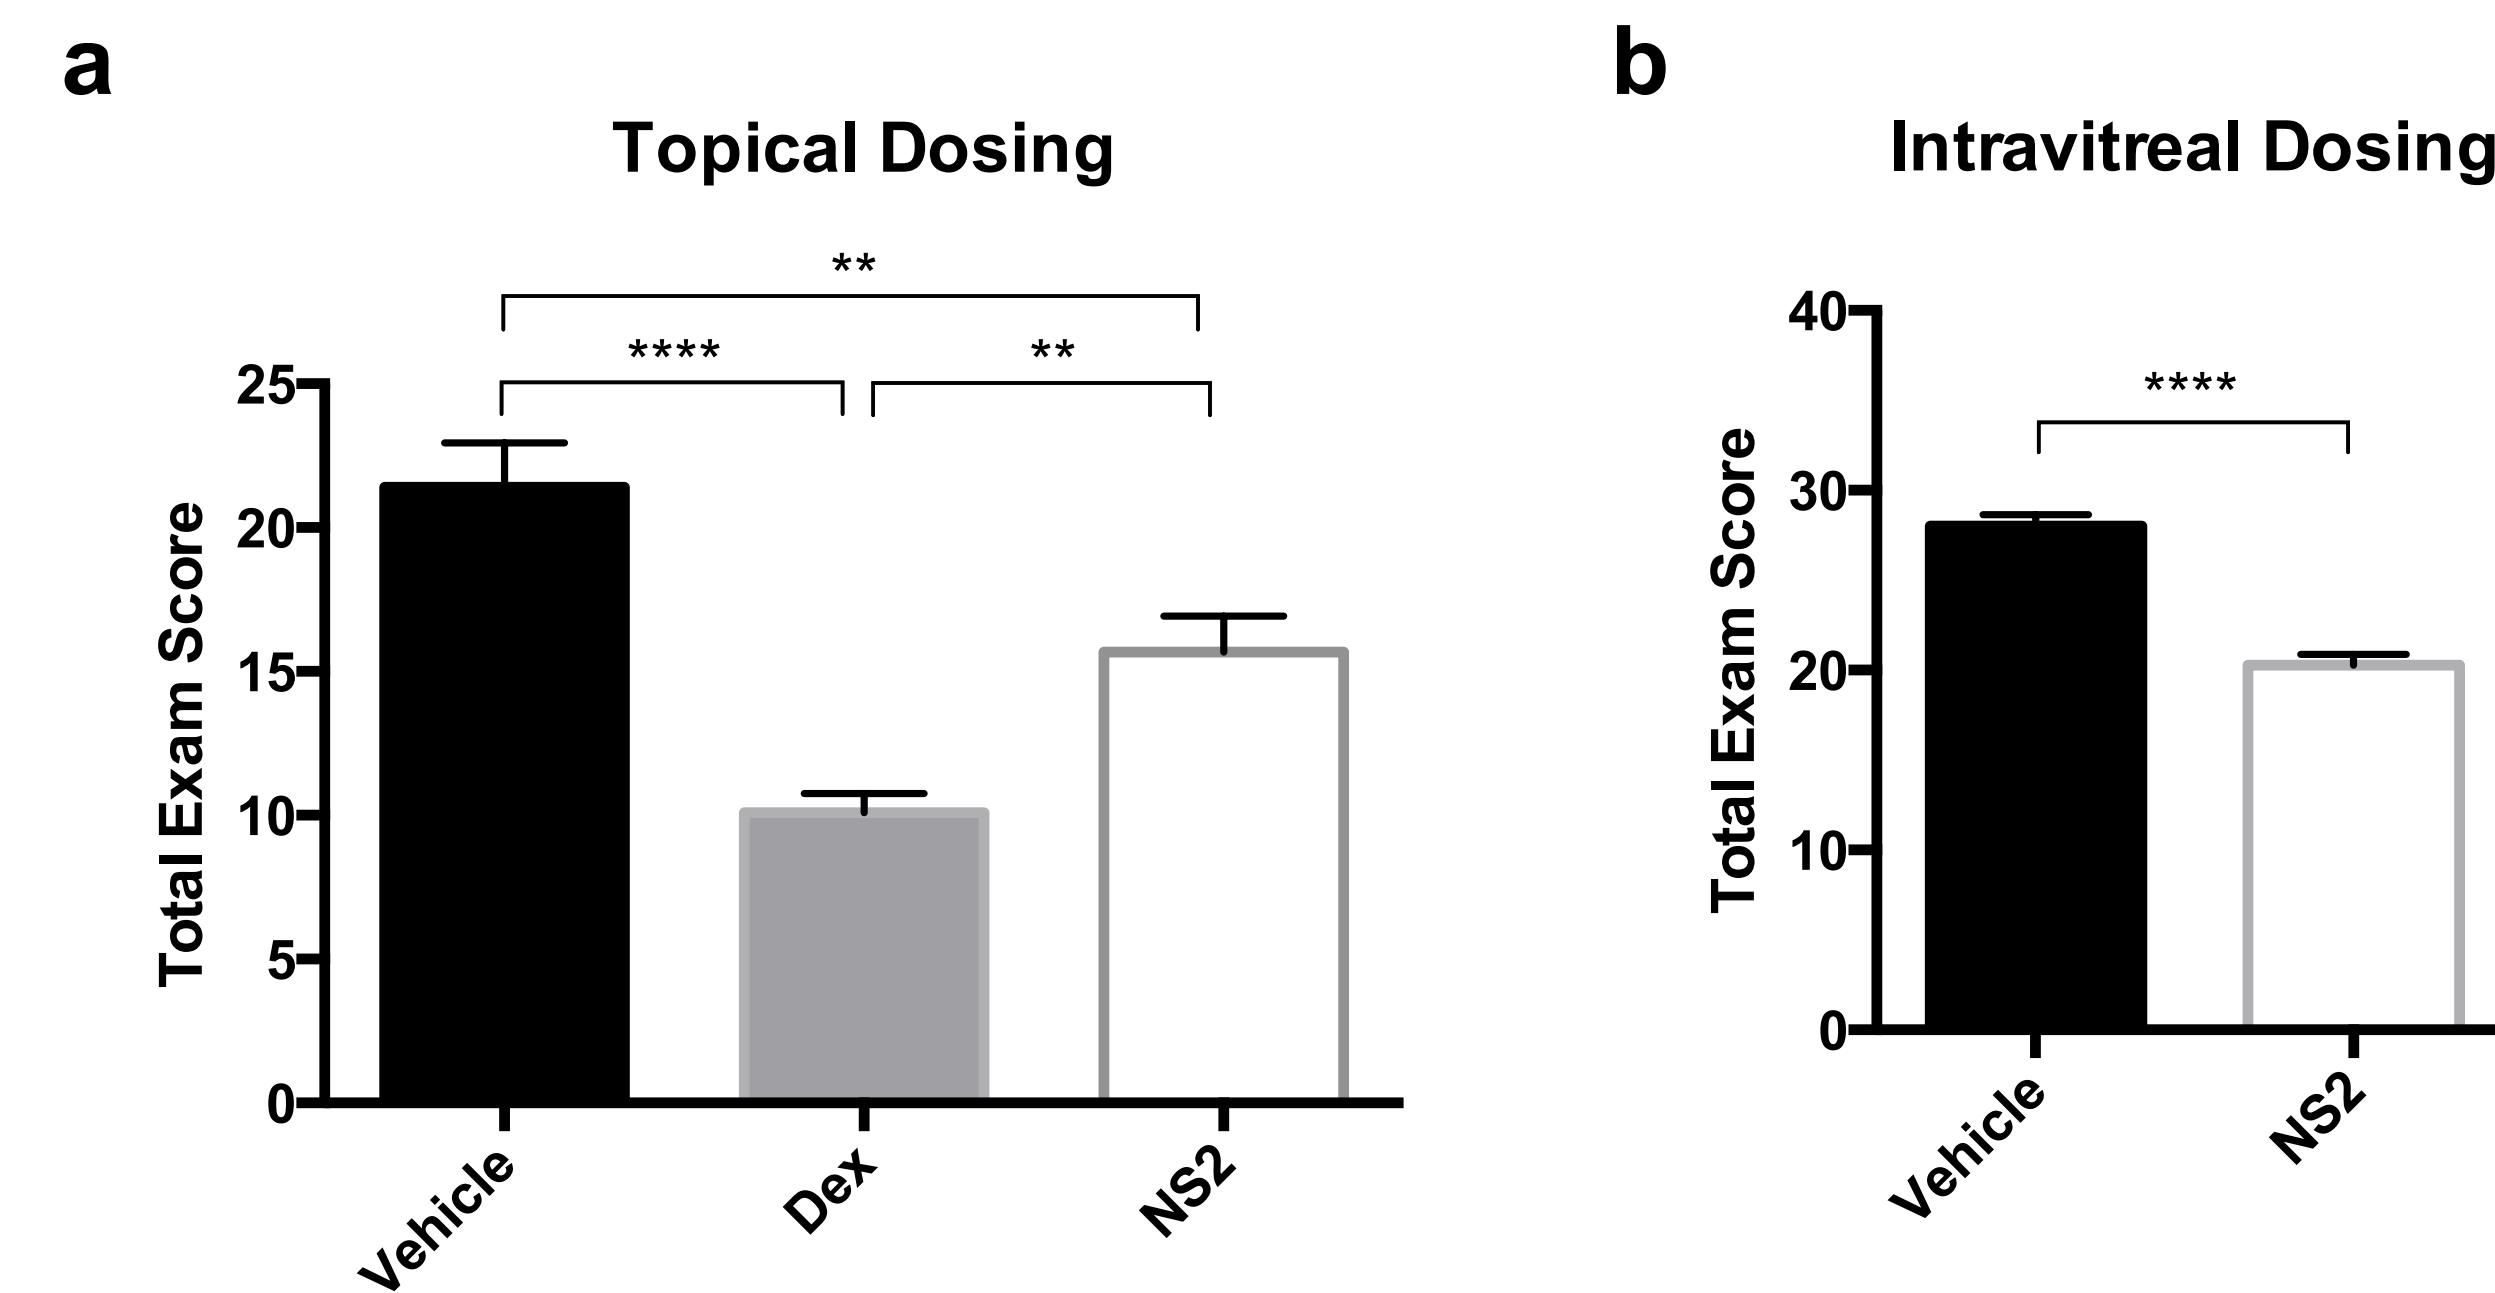 a
Topical Dosing
**
****
**
25
20
15
10
5
0
Total Exam Score
Vehicle
Dex
NS2
b
Intravitreal Dosing
****
40
30
20
10
0
Total Exam Score
Vehicle
NS2